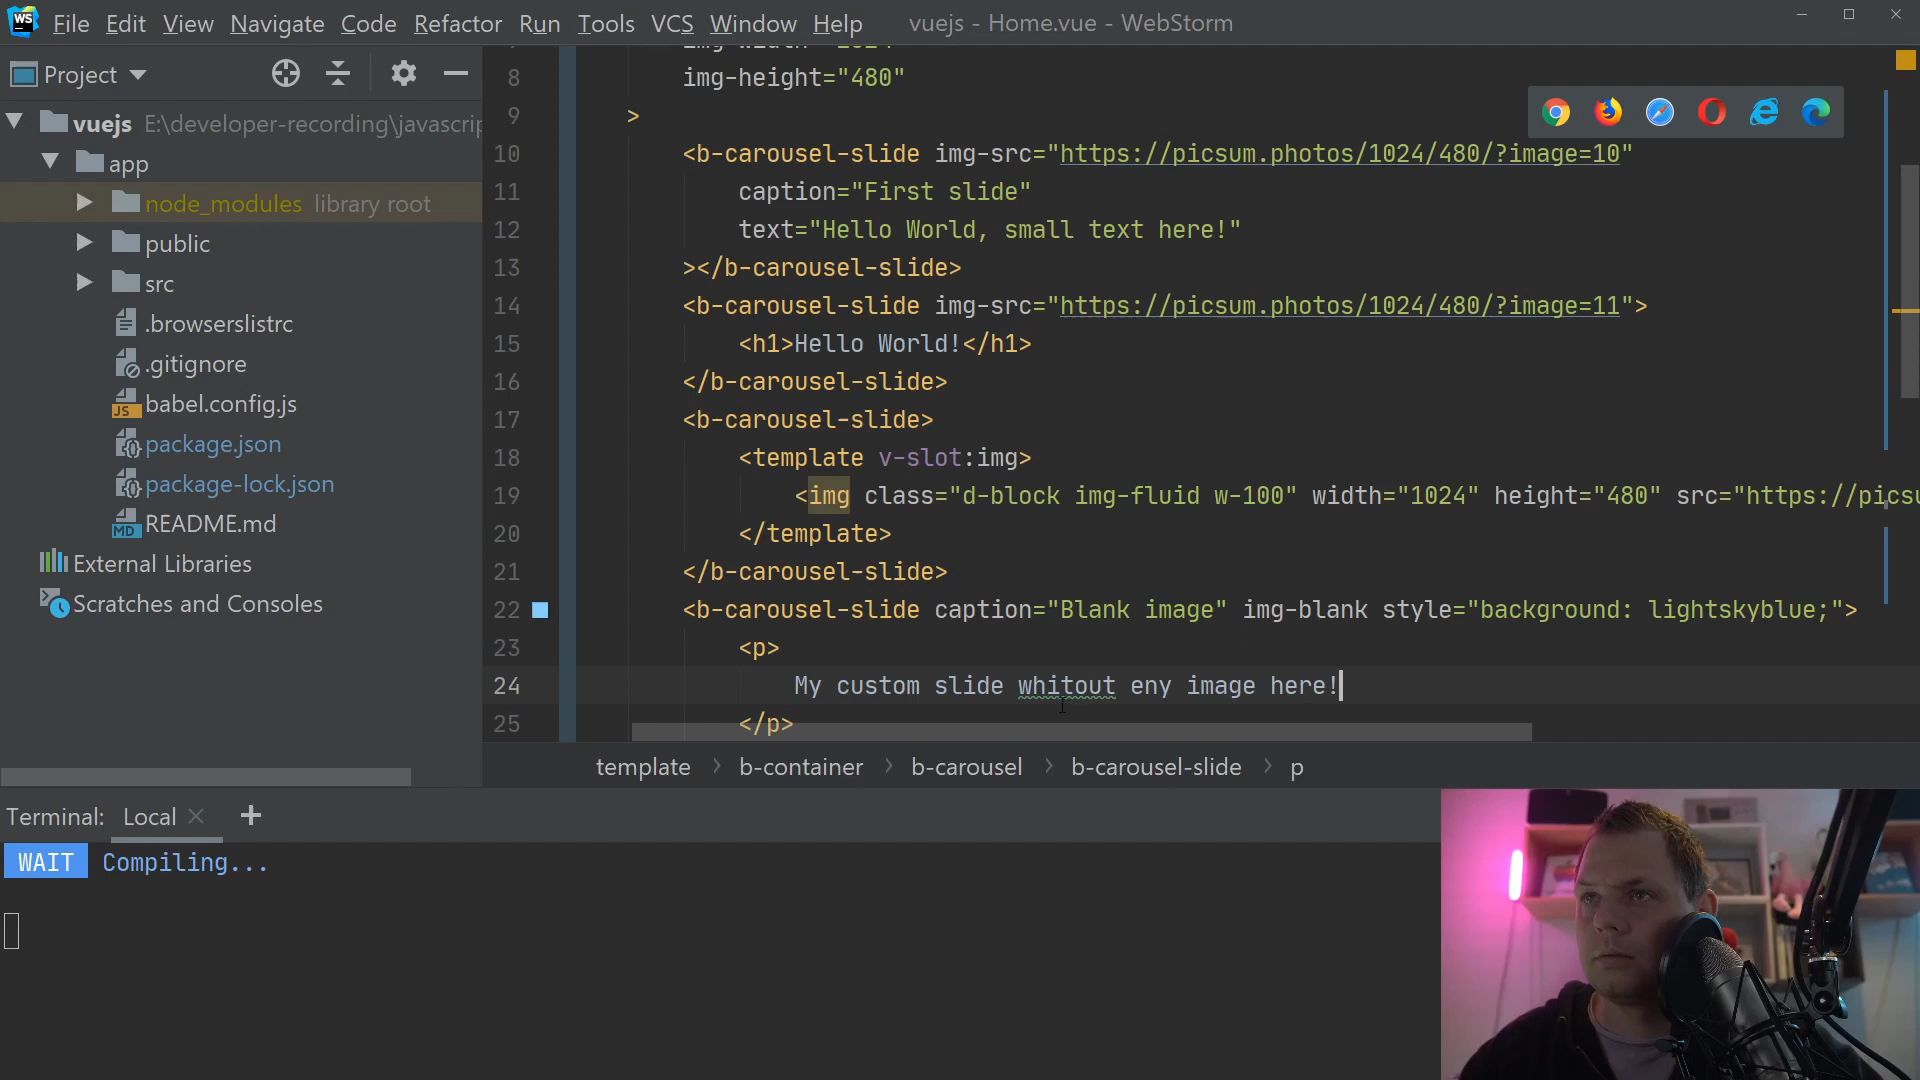 WS File Edit View Navigate Code Refactor Run Tools VCS Window Help vuejs - Home.vue - WebStorm
Project
vuejs E:\developer-recording\javascrip
app
node_modules library root
public
src
.browserslistrc
.gitignore
JS babel.config.js
package.json
package-lock.json
MD README.md
External Libraries
Scratches and Consoles
8 img-height="480"
9 >
10 <b-carousel-slide img-src="https://picsum.photos/1024/480/?image=10"
11 caption="First slide"
12 text="Hello World, small text here!"
13 ></b-carousel-slide>
14 <b-carousel-slide img-src="https://picsum.photos/1024/480/?image=11">
15 <h1>Hello World!</h1>
16 </b-carousel-slide>
17 <b-carousel-slide>
18 <template v-slot:img>
19 <img class="d-block img-fluid w-100" width="1024" height="480" src="https://picsu
20 </template>
21 </b-carousel-slide>
22 <b-carousel-slide caption="Blank image" img-blank style="background: lightskyblue;">
23 <p>
24 My custom slide whitout eny image here!
25 </p>
template > b-container > b-carousel > b-carousel-slide > p
Terminal: Local
WAIT Compiling...